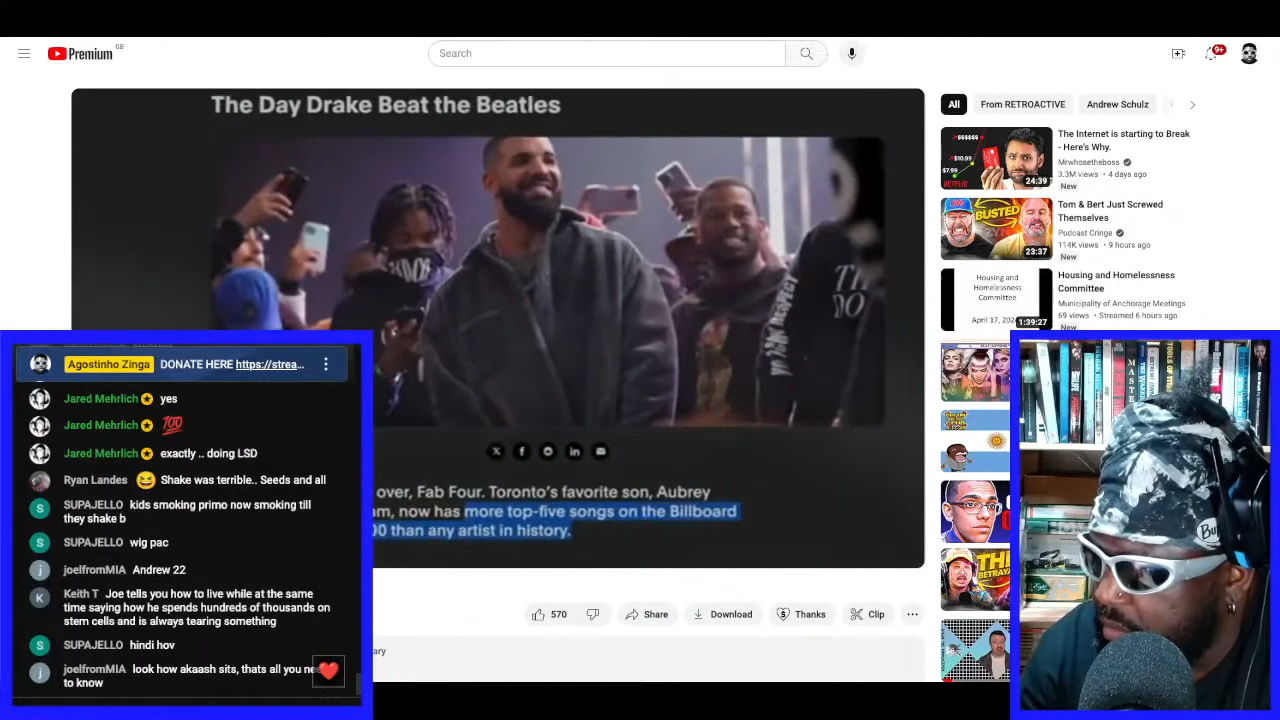 Premium GB
Search
9+
The Day Drake Beat the Beatles
over, Fab Four. Toronto's favorite son, Aubrey
am, now has more top-five songs on the Billboard
00 than any artist in history.
570
Share
Download
Thanks
Clip
ary
All
From RETROACTIVE
Andrew Schulz
24:39
The Internet is starting to Break
- Here's Why.
Mrwhosetheboss
3.3M views • 4 days ago
New
BUSTED
23:37
Tom & Bert Just Screwed
Themselves
Podcast Cringe
114K views • 9 hours ago
New
Housing and
Homelessness
Committee
1:39:27
Housing and Homelessness
Committee
Municipality of Anchorage Meetings
69 views • Streamed 6 hours ago
New
Agostinho Zinga DONATE HERE https://strea...
Jared Mehrlich yes
Jared Mehrlich 💯
Jared Mehrlich exactly .. doing LSD
Ryan Landes 😆 Shake was terrible.. Seeds and all
SUPAJELLO kids smoking primo now smoking till
they shake b
SUPAJELLO wig pac
joelfromMIA Andrew 22
Keith T Joe tells you how to live while at the same
time saying how he spends hundreds of thousands on
stem cells and is always tearing something
SUPAJELLO hindi hov
joelfromMIA look how akaash sits, thats all you nee
to know
Buff